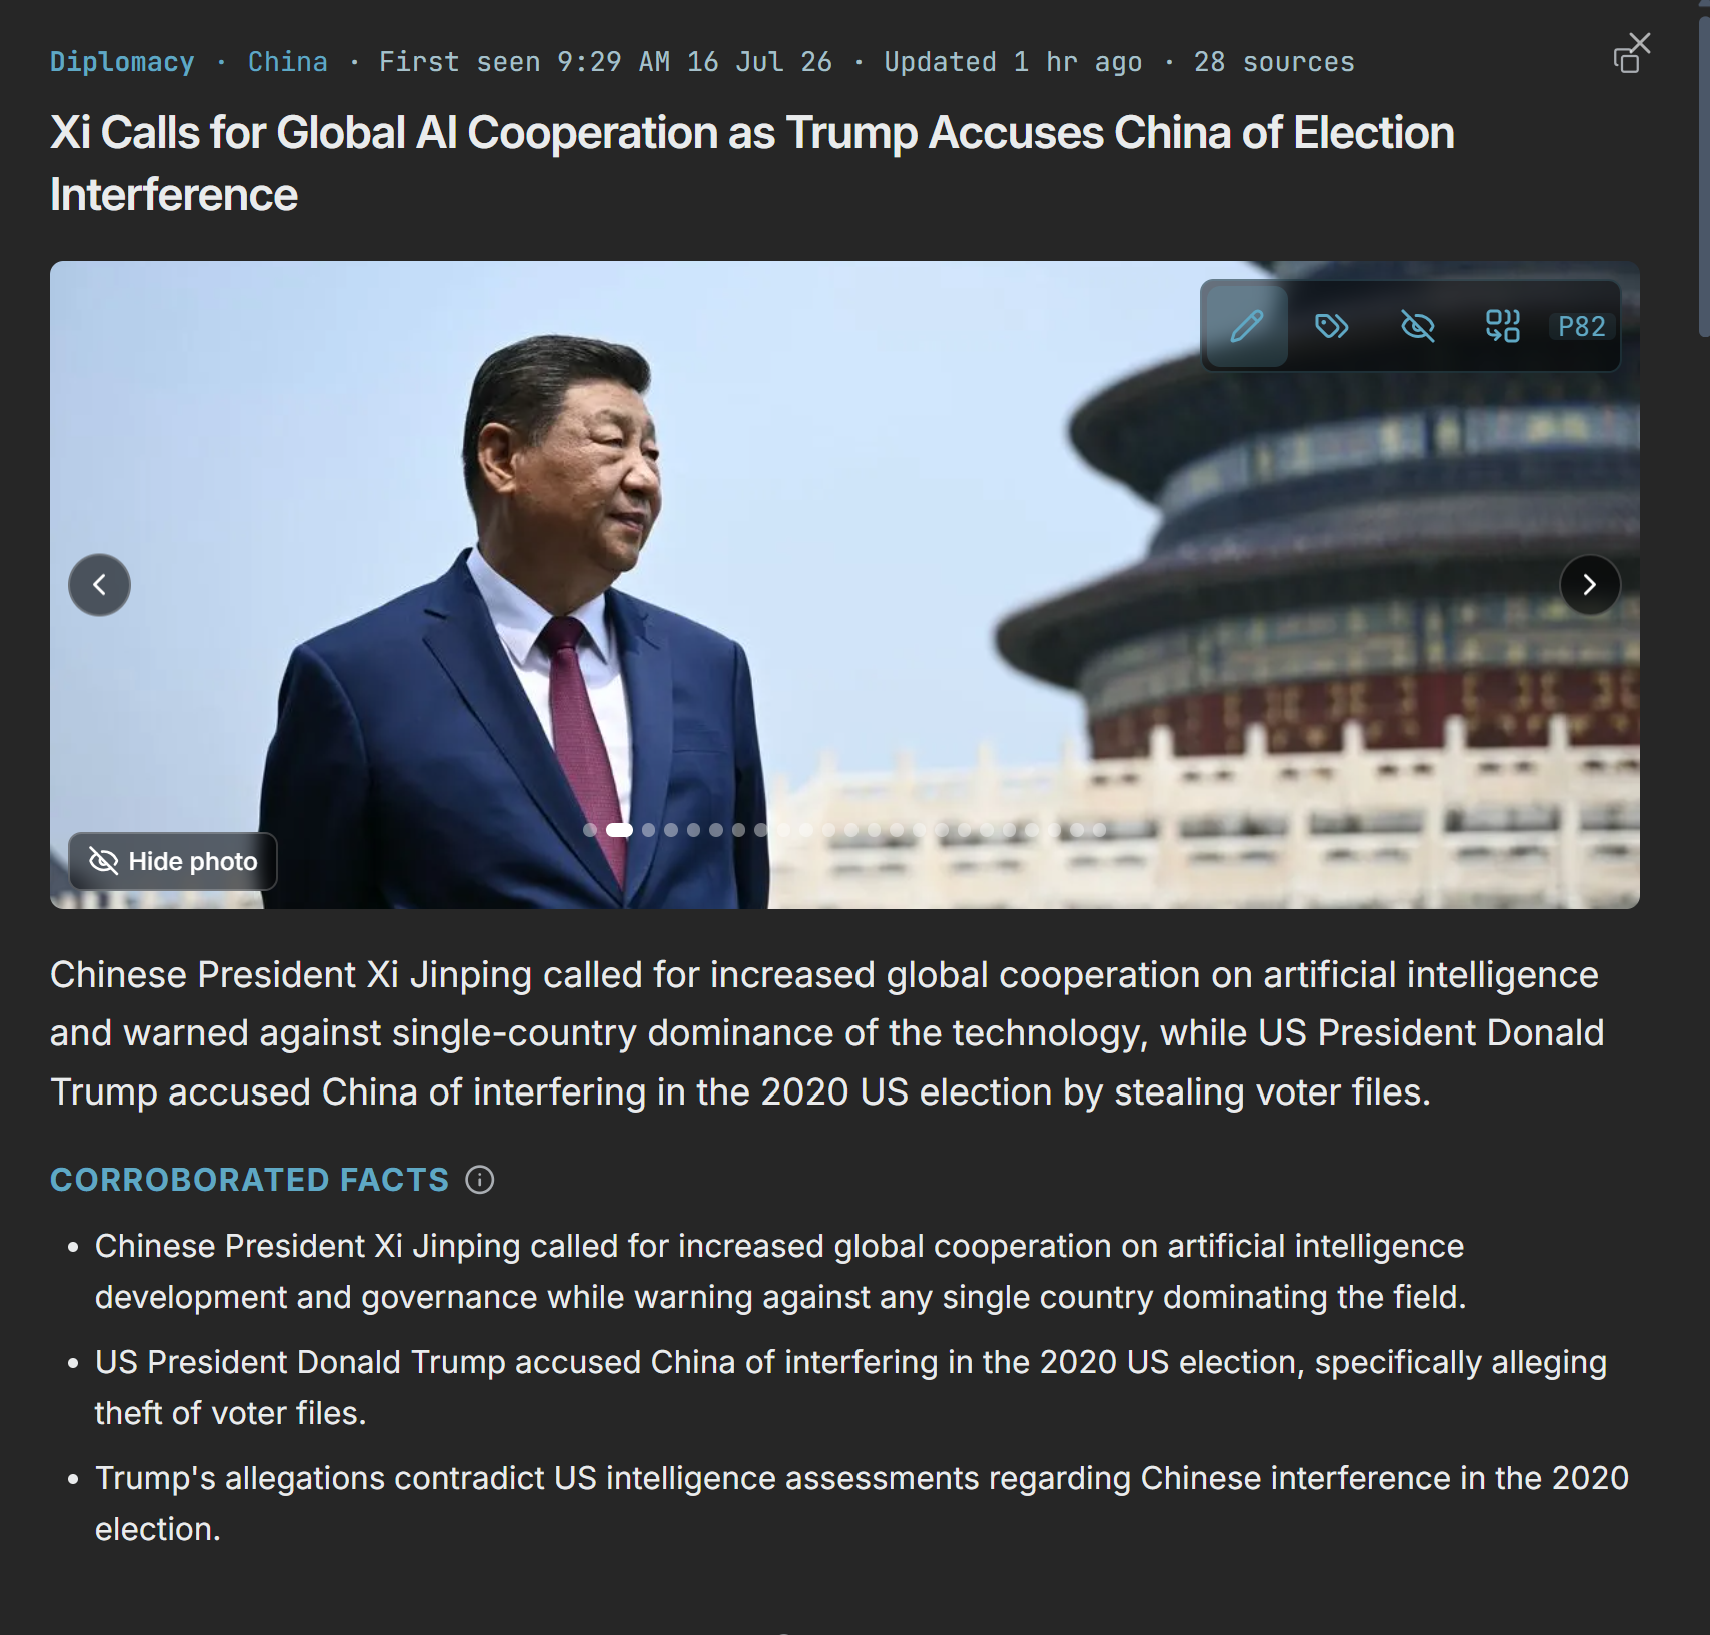 Diplomacy · China · First seen 9:29 AM 16 Jul 26 · Updated 1 hr ago · 28 sources
Xi Calls for Global AI Cooperation as Trump Accuses China of Election
Interference
P82
Hide photo
Chinese President Xi Jinping called for increased global cooperation on artificial intelligence
and warned against single-country dominance of the technology, while US President Donald
Trump accused China of interfering in the 2020 US election by stealing voter files.
CORROBORATED FACTS
• Chinese President Xi Jinping called for increased global cooperation on artificial intelligence
development and governance while warning against any single country dominating the field.
• US President Donald Trump accused China of interfering in the 2020 US election, specifically alleging
theft of voter files.
• Trump's allegations contradict US intelligence assessments regarding Chinese interference in the 2020
election.